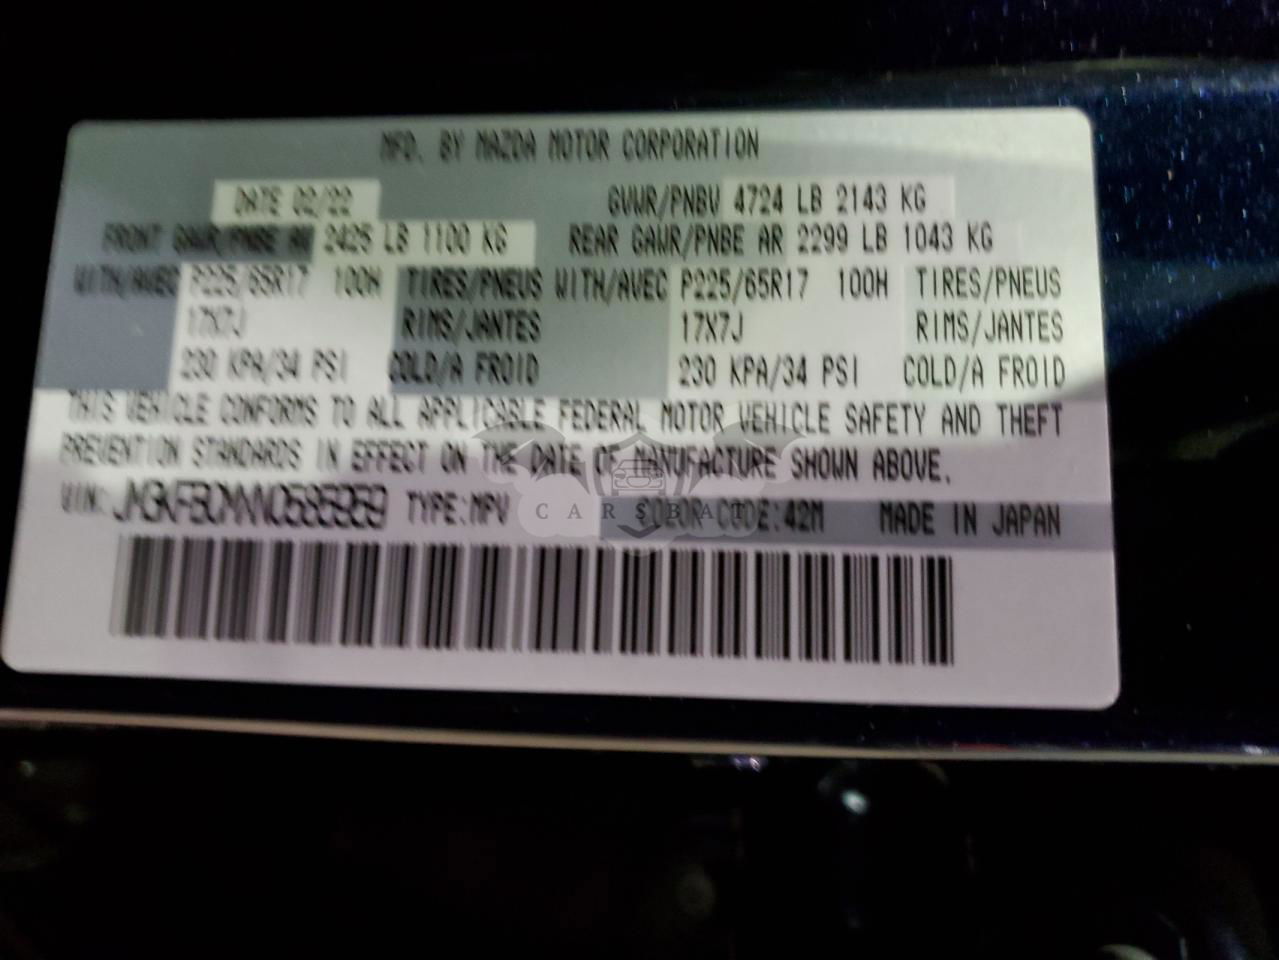 MFD. BY MAZDA MOTOR CORPORATION
DATE 02/22 GVWR/PNBV 4724 LB 2143 KG
FRONT GAWR/PNBE AV 2425 LB 1100 KG REAR GAWR/PNBE AR 2299 LB 1043 KG
WITH/AVEC P225/65R17 100H TIRES/PNEUS WITH/AVEC P225/65R17 100H TIRES/PNEUS
17X7J RIMS/JANTES 17X7J RIMS/JANTES
230 KPA/34 PSI COLD/A FROID 230 KPA/34 PSI COLD/A FROID
THIS VEHICLE CONFORMS TO ALL APPLICABLE FEDERAL MOTOR VEHICLE SAFETY AND THEFT
PREVENTION STANDARDS IN EFFECT ON THE DATE OF MANUFACTURE SHOWN ABOVE.
VIN: TYPE:MPV COLOR CODE:42M MADE IN JAPAN
CARSBAT